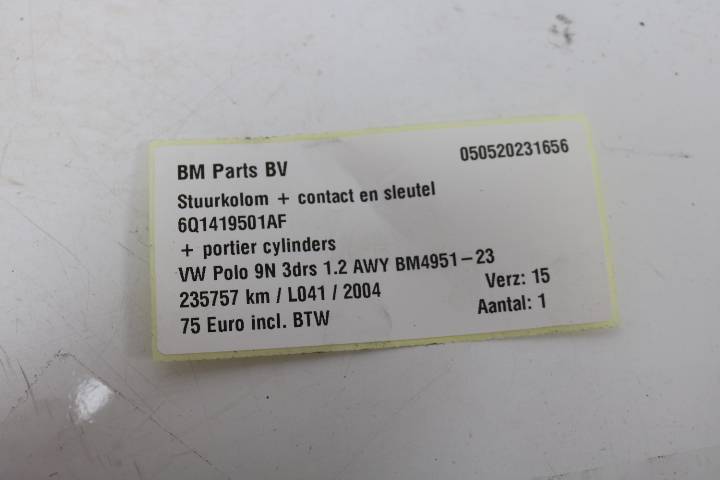 BM Parts BV 050520231656
Stuurkolom + contact en sleutel
6Q1419501AF
+ portier cylinders
VW Polo 9N 3drs 1.2 AWY BM4951-23
235757 km / L041 / 2004 Verz: 15
75 Euro incl. BTW Aantal: 1